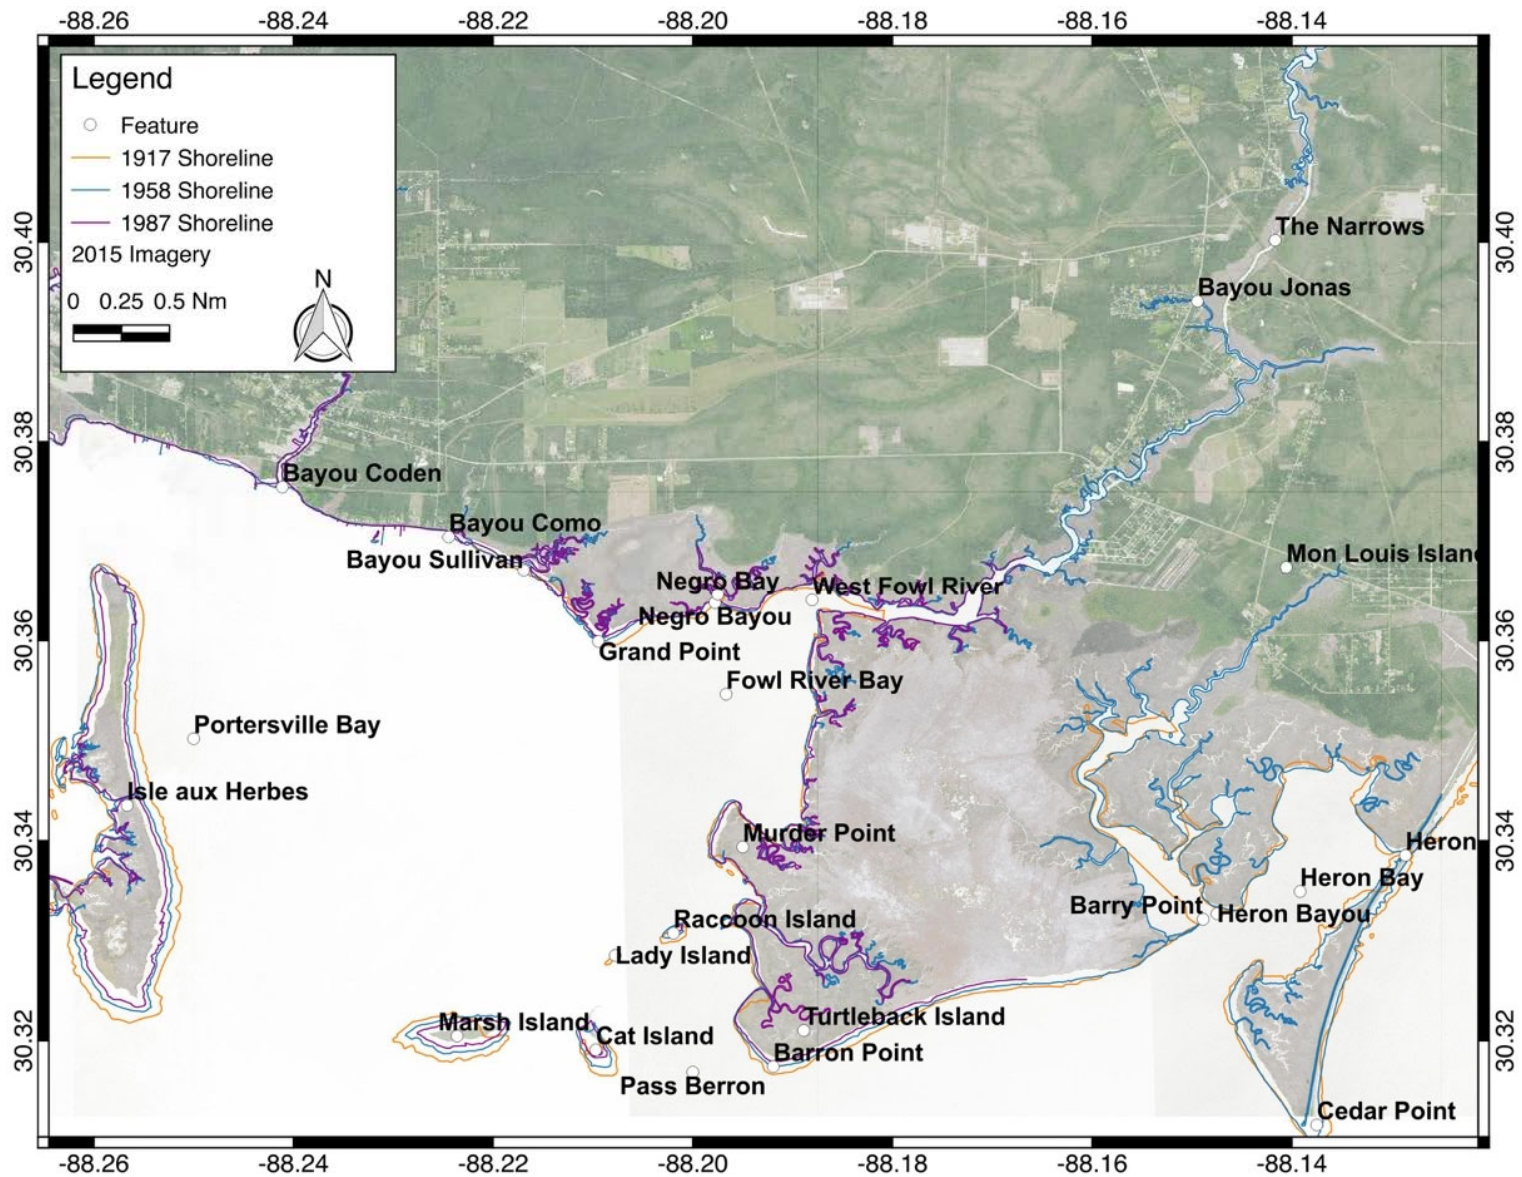 -88.26 -88.24 -88.22 -88.20 -88.18 -88.16 -88.14
Legend
Feature
1917 Shoreline
1958 Shoreline
1987 Shoreline
2015 Imagery
0 0.25 0.5 Nm
N
30.40
30.40
The Narrows
Bayou Jonas
30.38
30.38
Bayou Coden
Bayou Como
Bayou Sullivan
Mon Louis Islan
Negro Bay
West Fowl River
Negro Bayou
30.36
30.36
Grand Point
Fowl River Bay
Portersville Bay
Isle aux Herbes
30.34
30.34
Murder Point
Heron
Heron Bay
Barry Point
Heron Bayou
Raccoon Island
Lady Island
30.32
30.32
Marsh Island
Cat Island
Turtleback Island
Barron Point
Pass Berron
Cedar Point
-88.26 -88.24 -88.22 -88.20 -88.18 -88.16 -88.14